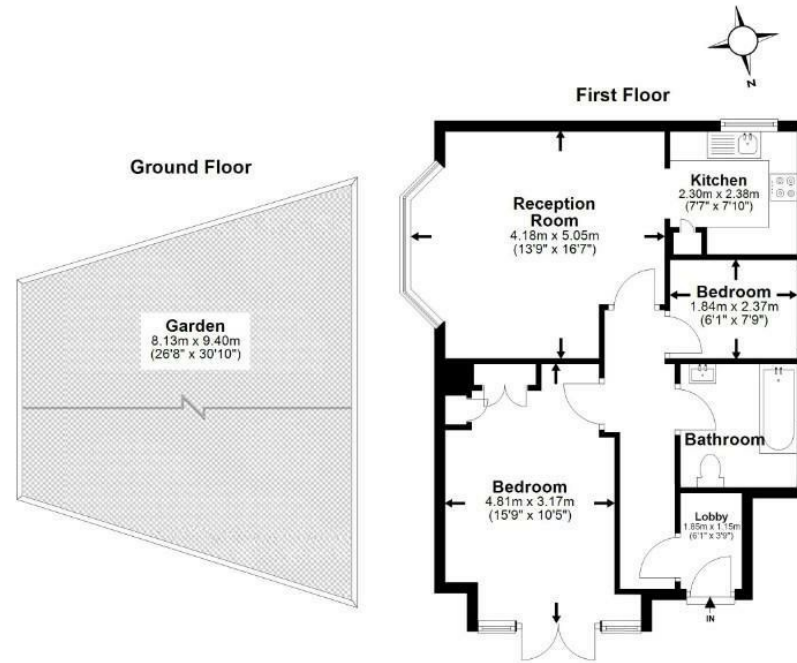 N
First Floor
Ground Floor
Kitchen
2.30m x 2.38m
(7'7" x 7'10")
Reception
Room
4.18m x 5.05m
(13'9" x 16'7")
Bedroom
1.84m x 2.37m
(6'1" x 7'9")
Garden
8.13m x 9.40m
(26'8" x 30'10")
Bathroom
Bedroom
4.81m x 3.17m
(15'9" x 10'5")
Lobby
1.85m x 1.15m
(6'1" x 3'9")
IN